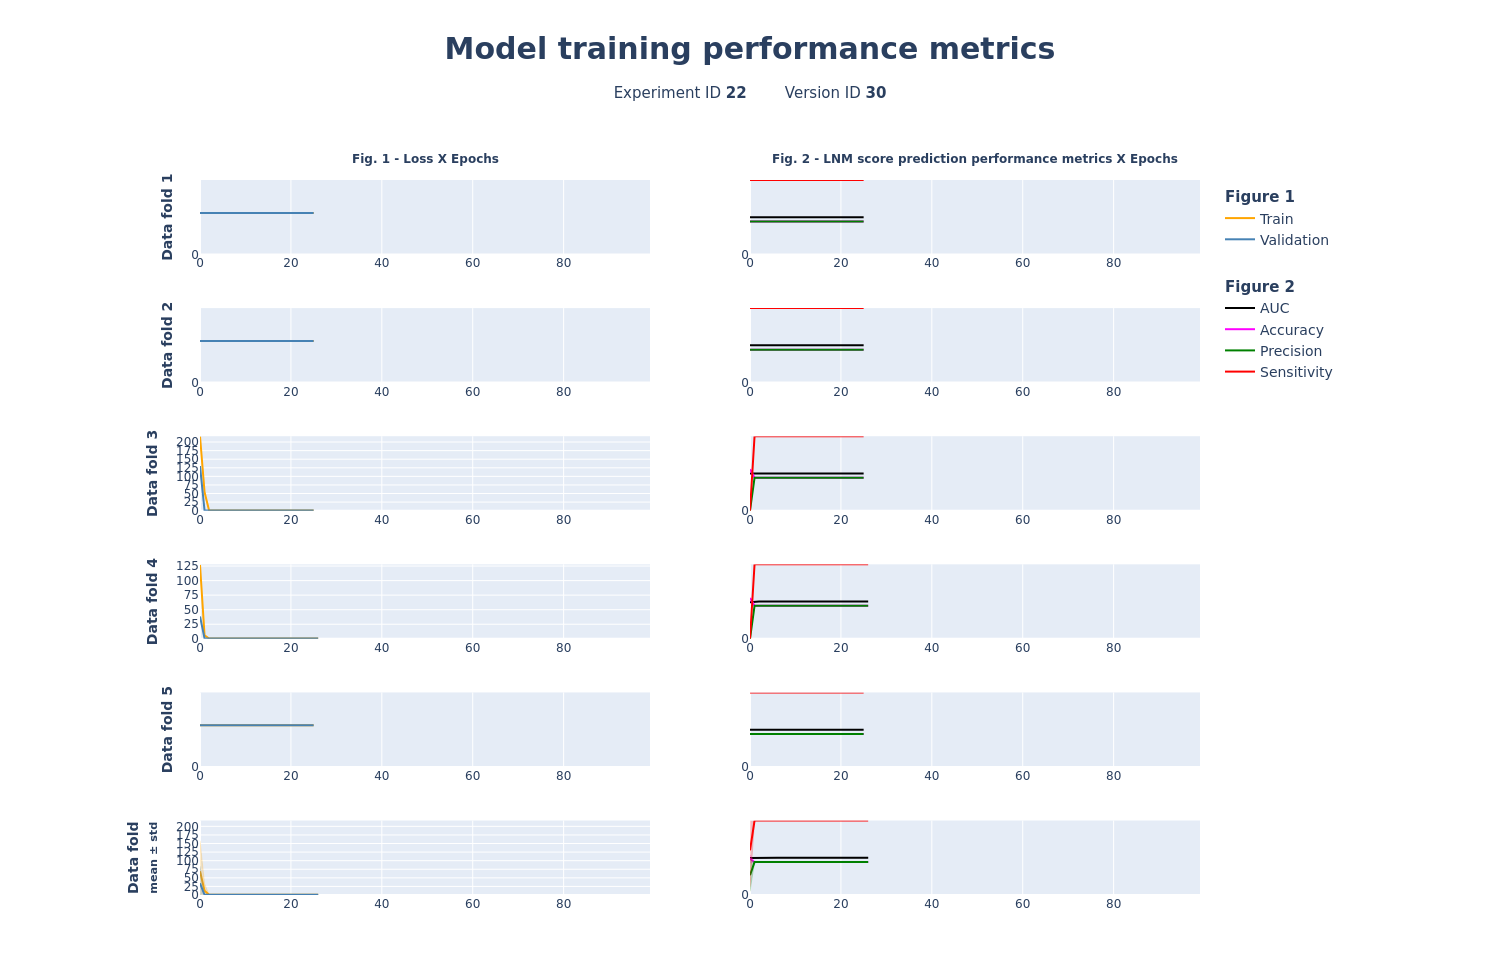 Model training performance metrics
Experiment ID 22 Version ID 30
Fig. 1 - Loss X Epochs
Fig. 2 - LNM score prediction performance metrics X Epochs
Data fold 1
0
0 20 40 60 80
0
0 20 40 60 80
Figure 1
Train
Validation
Figure 2
AUC
Accuracy
Precision
Sensitivity
Data fold 2
0
0 20 40 60 80
0
0 20 40 60 80
Data fold 3
200
175
150
125
100
75
50
25
0
0 20 40 60 80
0
0 20 40 60 80
Data fold 4
125
100
75
50
25
0
0 20 40 60 80
0
0 20 40 60 80
Data fold 5
0
0 20 40 60 80
0
0 20 40 60 80
Data fold
mean ± std
200
175
150
125
100
75
50
25
0
0 20 40 60 80
0
0 20 40 60 80